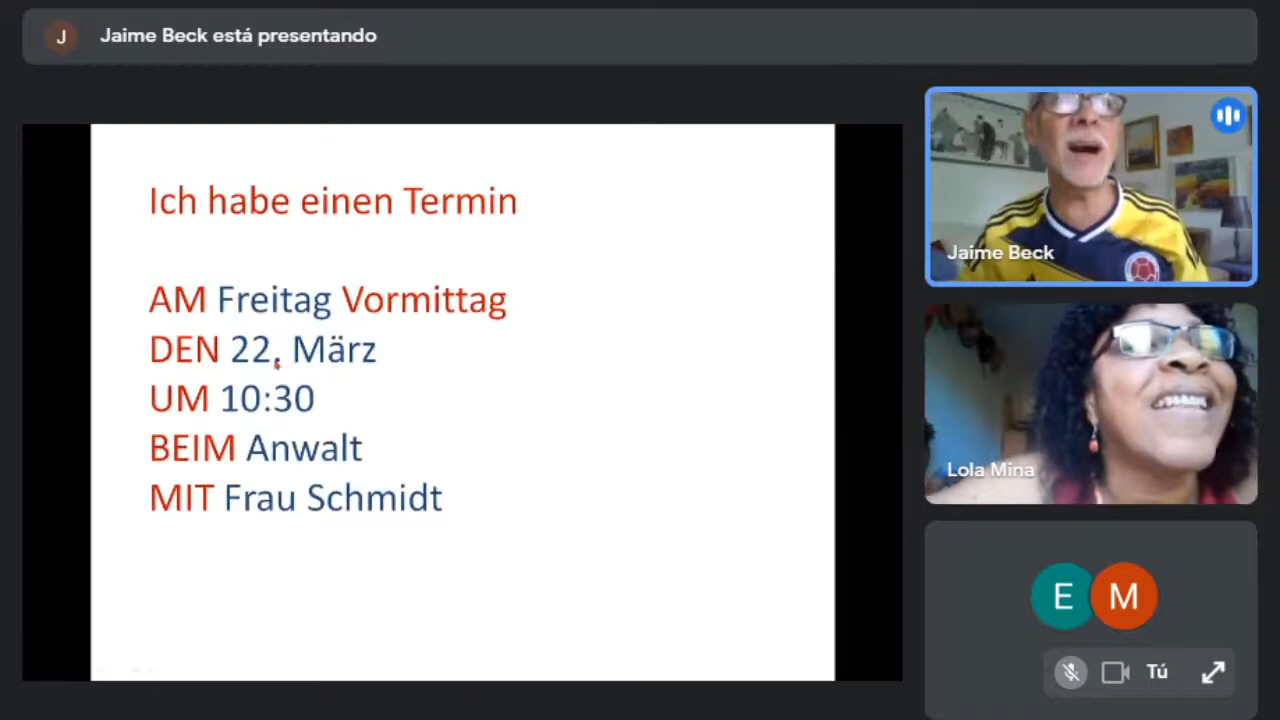 J
Jaime Beck está presentando
Ich habe einen Termin
AM Freitag Vormittag
DEN 22. März
UM 10:30
BEIM Anwalt
MIT Frau Schmidt
Jaime Beck
Lola Mina
E M
Tú